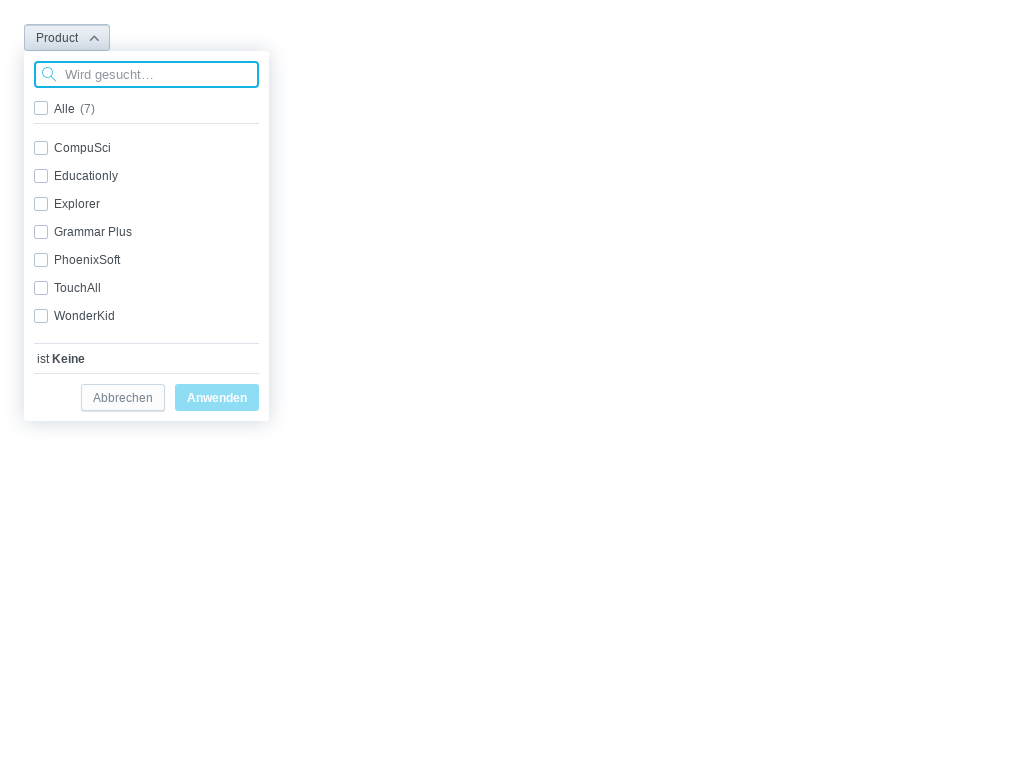 Product
Wird gesucht…
Alle (7)
CompuSci
Educationly
Explorer
Grammar Plus
PhoenixSoft
TouchAll
WonderKid
ist Keine
Abbrechen Anwenden